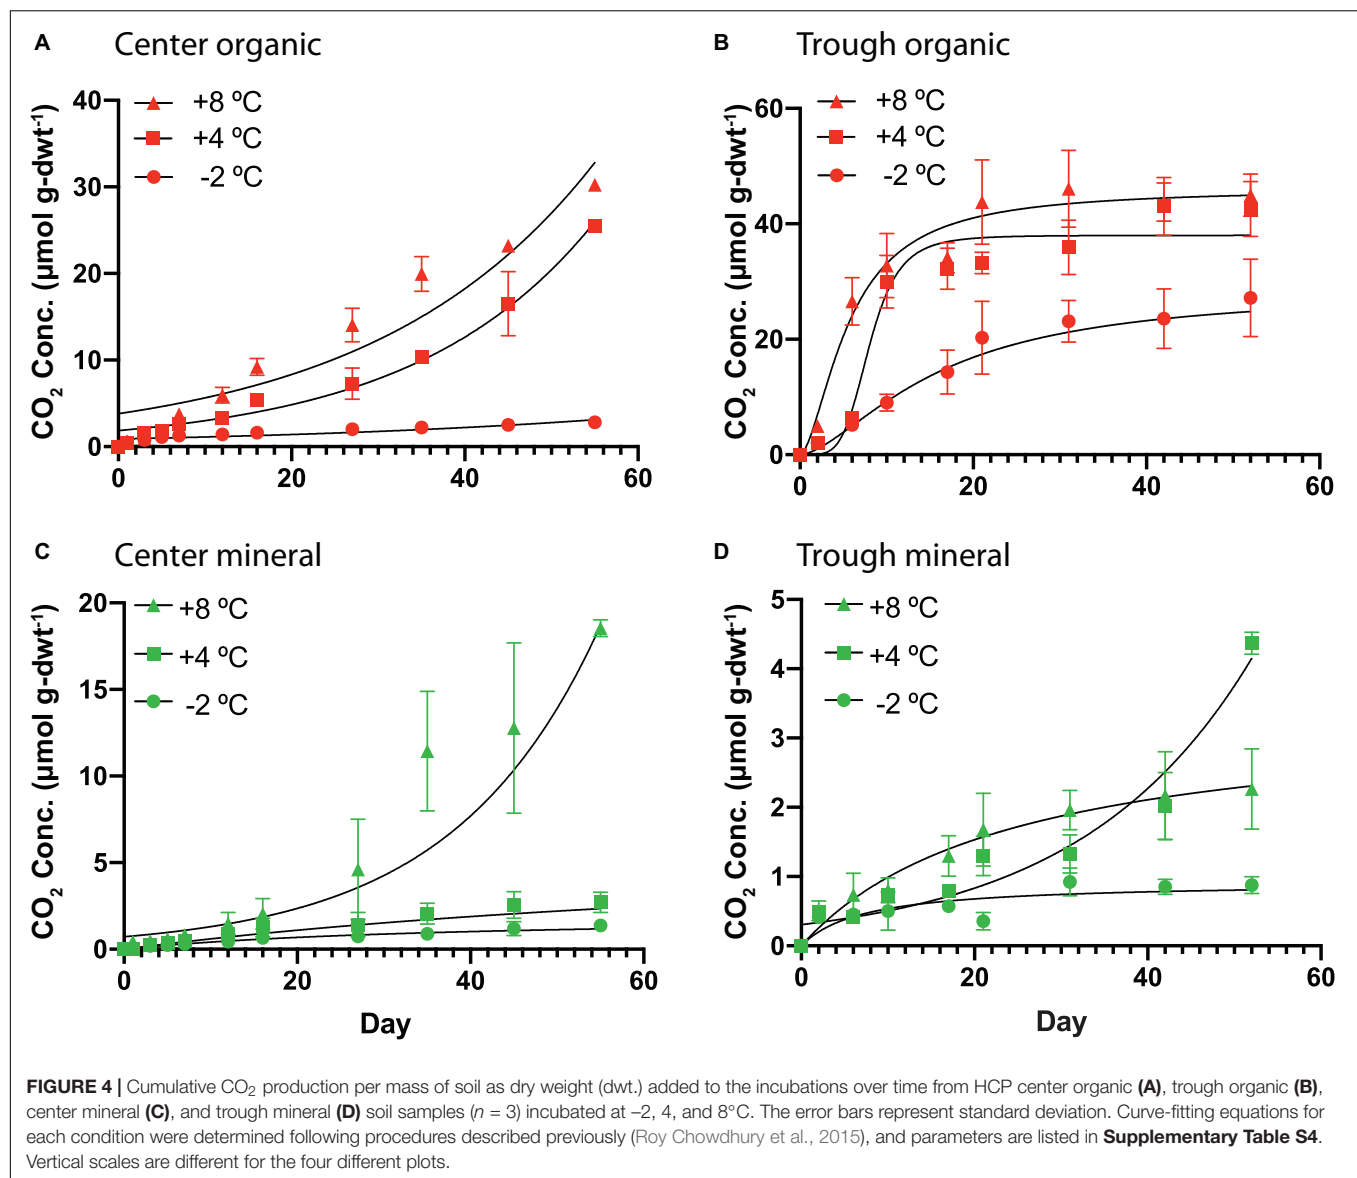 A Center organic
+8 ºC
+4 ºC
-2 ºC
CO2 Conc. (µmol g-dwt-1)
40
30
20
10
0
0 20 40 60
B Trough organic
+8 ºC
+4 ºC
-2 ºC
CO2 Conc. (µmol g-dwt-1)
60
40
20
0
0 20 40 60
C Center mineral
+8 ºC
+4 ºC
-2 ºC
CO2 Conc. (µmol g-dwt-1)
20
15
10
5
0
0 20 40 60
Day
D Trough mineral
+8 ºC
+4 ºC
-2 ºC
CO2 Conc. (µmol g-dwt-1)
5
4
3
2
1
0
0 20 40 60
Day
FIGURE 4 | Cumulative CO2 production per mass of soil as dry weight (dwt.) added to the incubations over time from HCP center organic (A), trough organic (B),
center mineral (C), and trough mineral (D) soil samples (n = 3) incubated at –2, 4, and 8°C. The error bars represent standard deviation. Curve-fitting equations for
each condition were determined following procedures described previously (Roy Chowdhury et al., 2015), and parameters are listed in Supplementary Table S4.
Vertical scales are different for the four different plots.